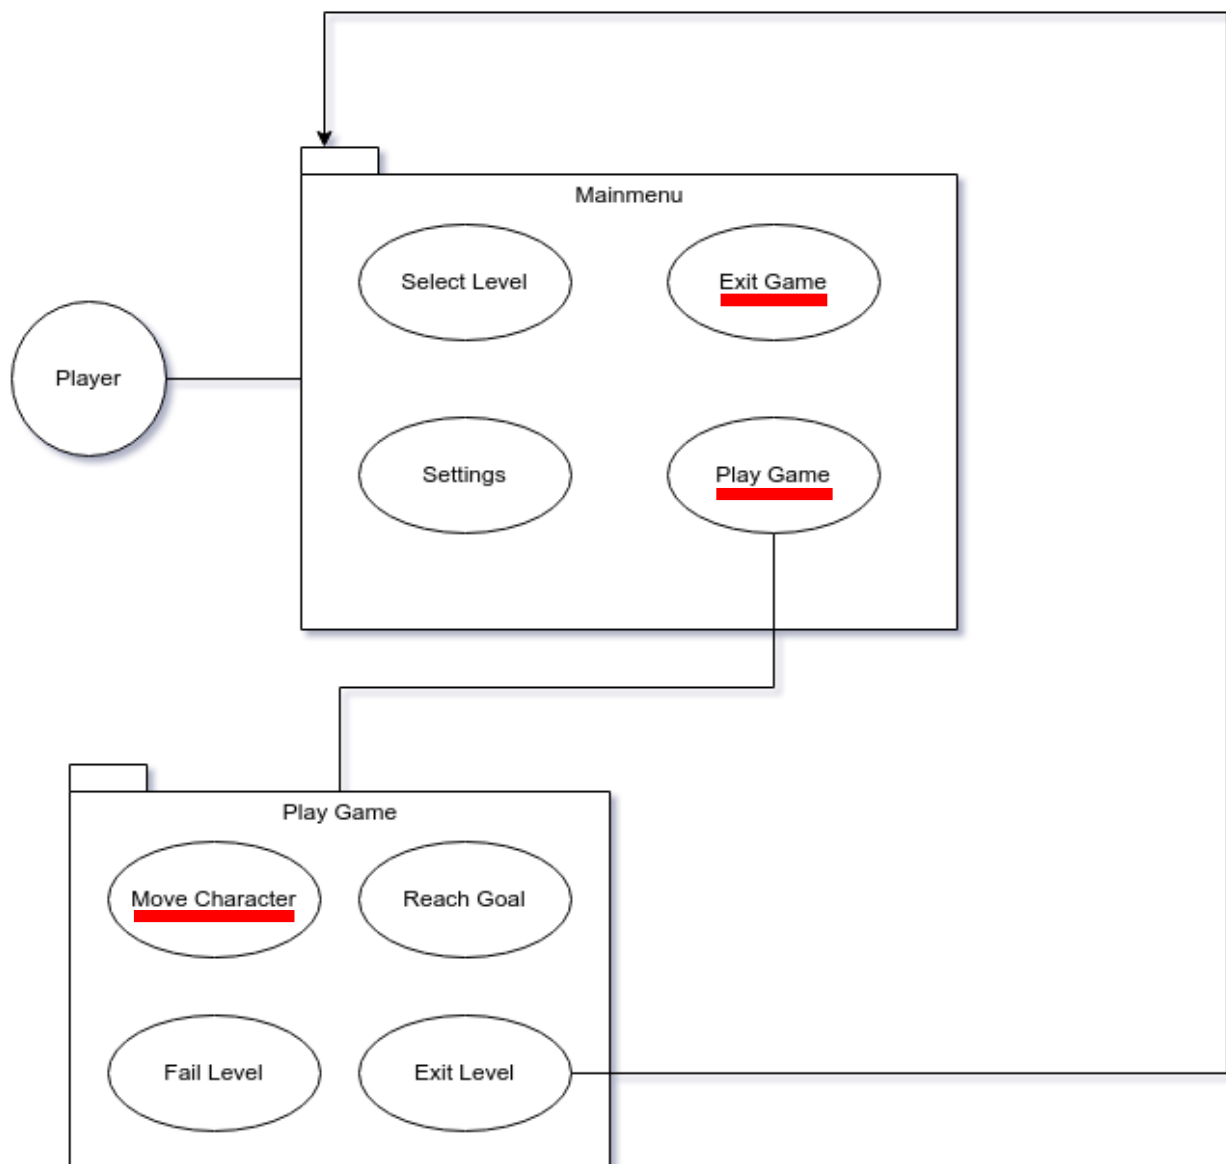 Mainmenu
Select Level
Exit Game
Player
Settings
Play Game
Play Game
Move Character
Reach Goal
Fail Level
Exit Level